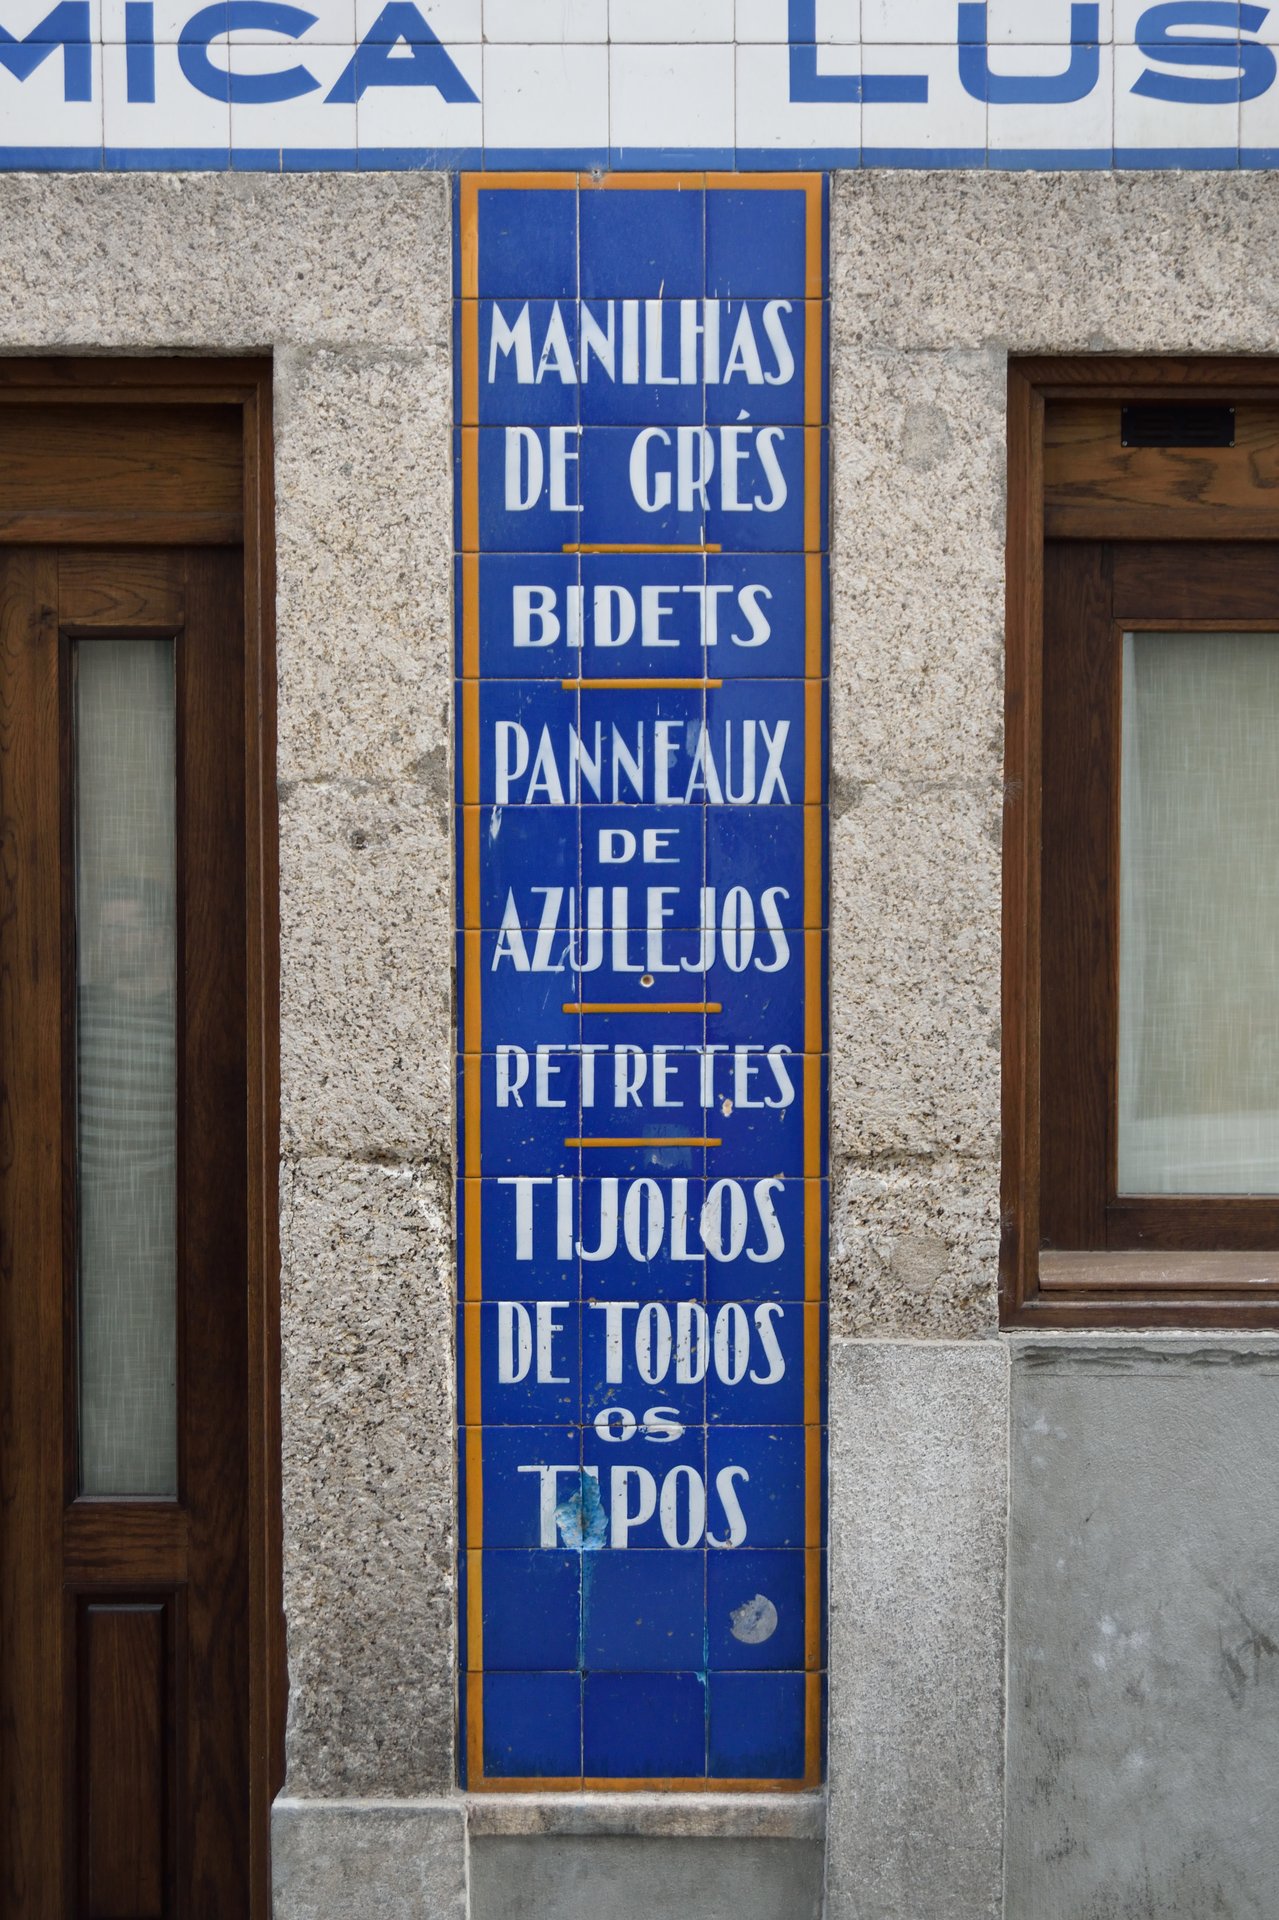 MICA LUS
MANILHAS
DE GRÉS
BIDETS
PANNEAUX
DE
AZULEJOS
RETRETES
TIJOLOS
DE TODOS
OS
TIPOS